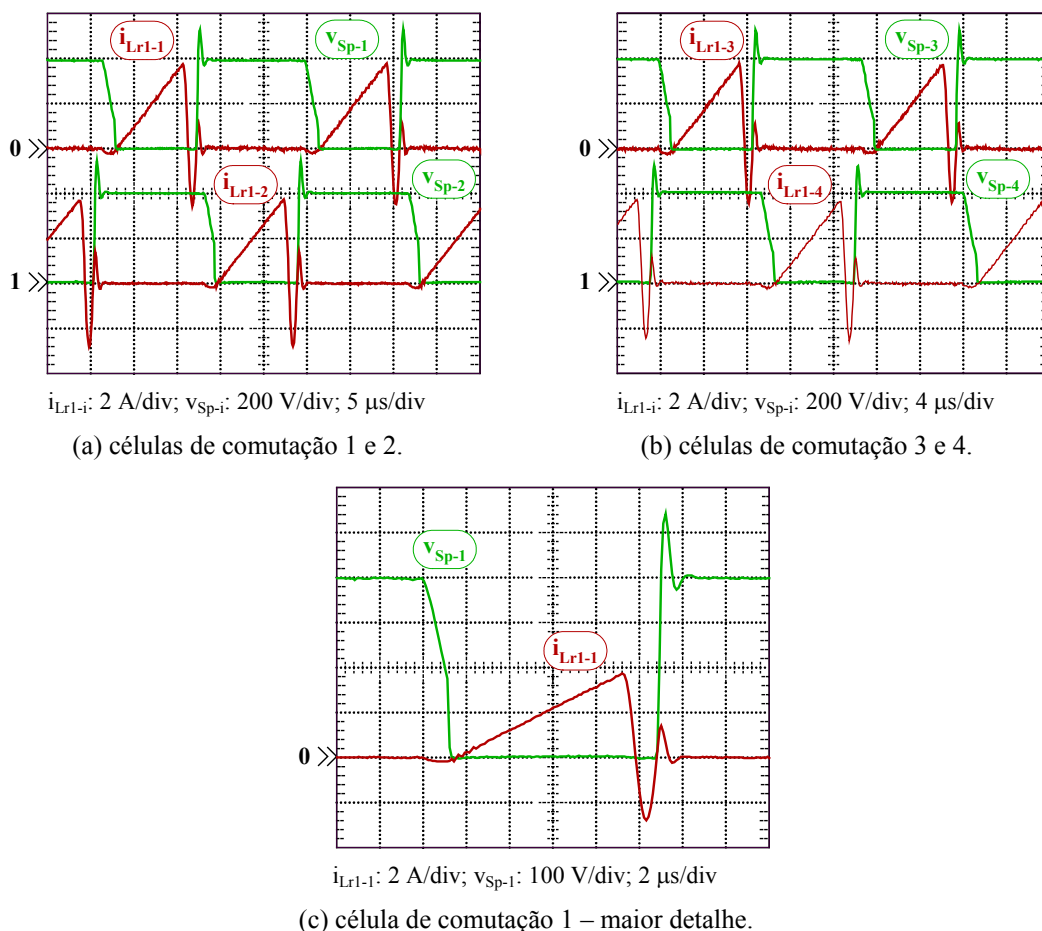 iLr1-1 vSp-1
0
iLr1-2 vSp-2
1
iLr1-i: 2 A/div; vSp-i: 200 V/div; 5 μs/div
(a) células de comutação 1 e 2.
iLr1-3 vSp-3
0
iLr1-4 vSp-4
1
iLr1-i: 2 A/div; vSp-i: 200 V/div; 4 μs/div
(b) células de comutação 3 e 4.
vSp-1
iLr1-1
0
iLr1-1: 2 A/div; vSp-1: 100 V/div; 2 μs/div
(c) célula de comutação 1 – maior detalhe.